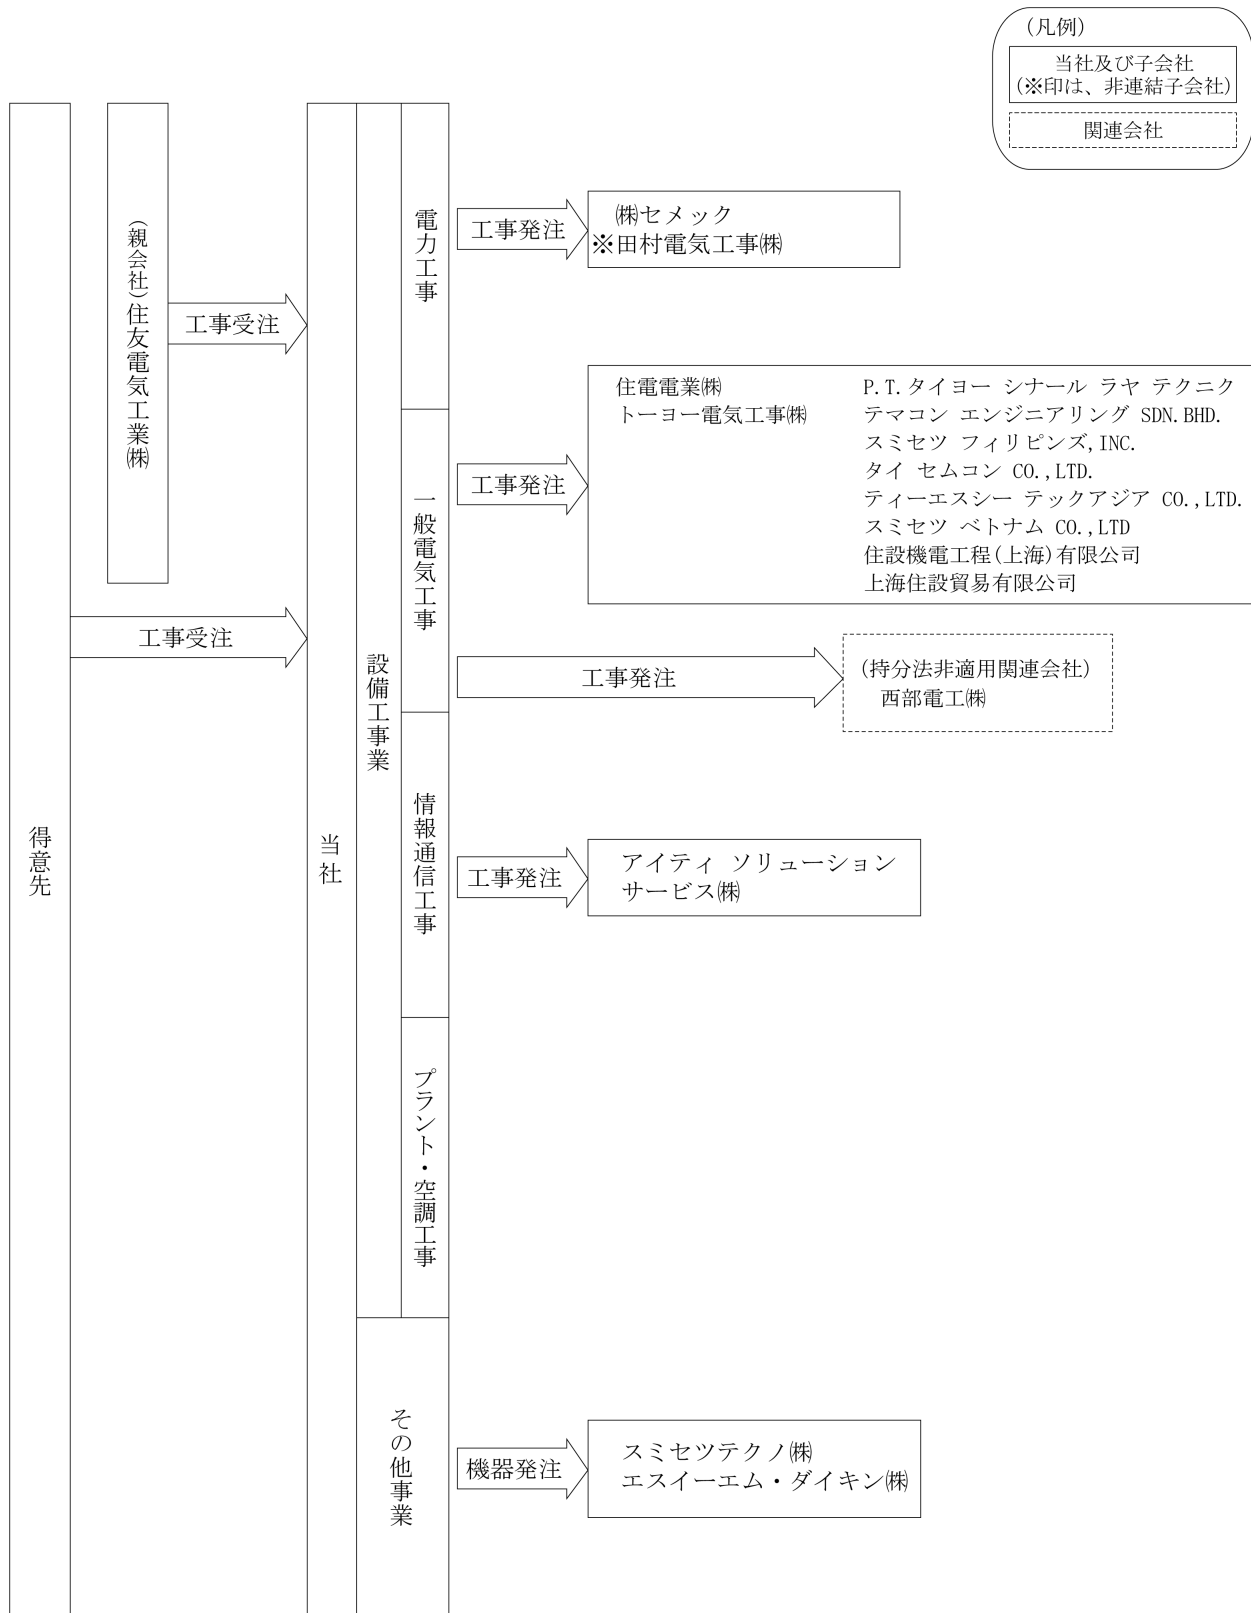 (凡例)
当社及び子会社
(※印は、非連結子会社)
関連会社
得意先
(親会社)住友電気工業㈱
工事受注
工事受注
当社
設備工事業
電力工事
工事発注
㈱セメック
※田村電気工事㈱
一般電気工事
工事発注
住電電業㈱
トーヨー電気工事㈱
P.T.タイヨー シナール ラヤ テクニク
テマコン エンジニアリング SDN.BHD.
スミセツ フィリピンズ,INC.
タイ セムコン CO.,LTD.
ティーエスシー テックアジア CO.,LTD.
スミセツ ベトナム CO.,LTD
住設機電工程(上海)有限公司
上海住設貿易有限公司
工事発注
(持分法非適用関連会社)
西部電工㈱
情報通信工事
工事発注
アイティ ソリューション
サービス㈱
プラント・空調工事
その他事業
機器発注
スミセツテクノ㈱
エスイーエム・ダイキン㈱